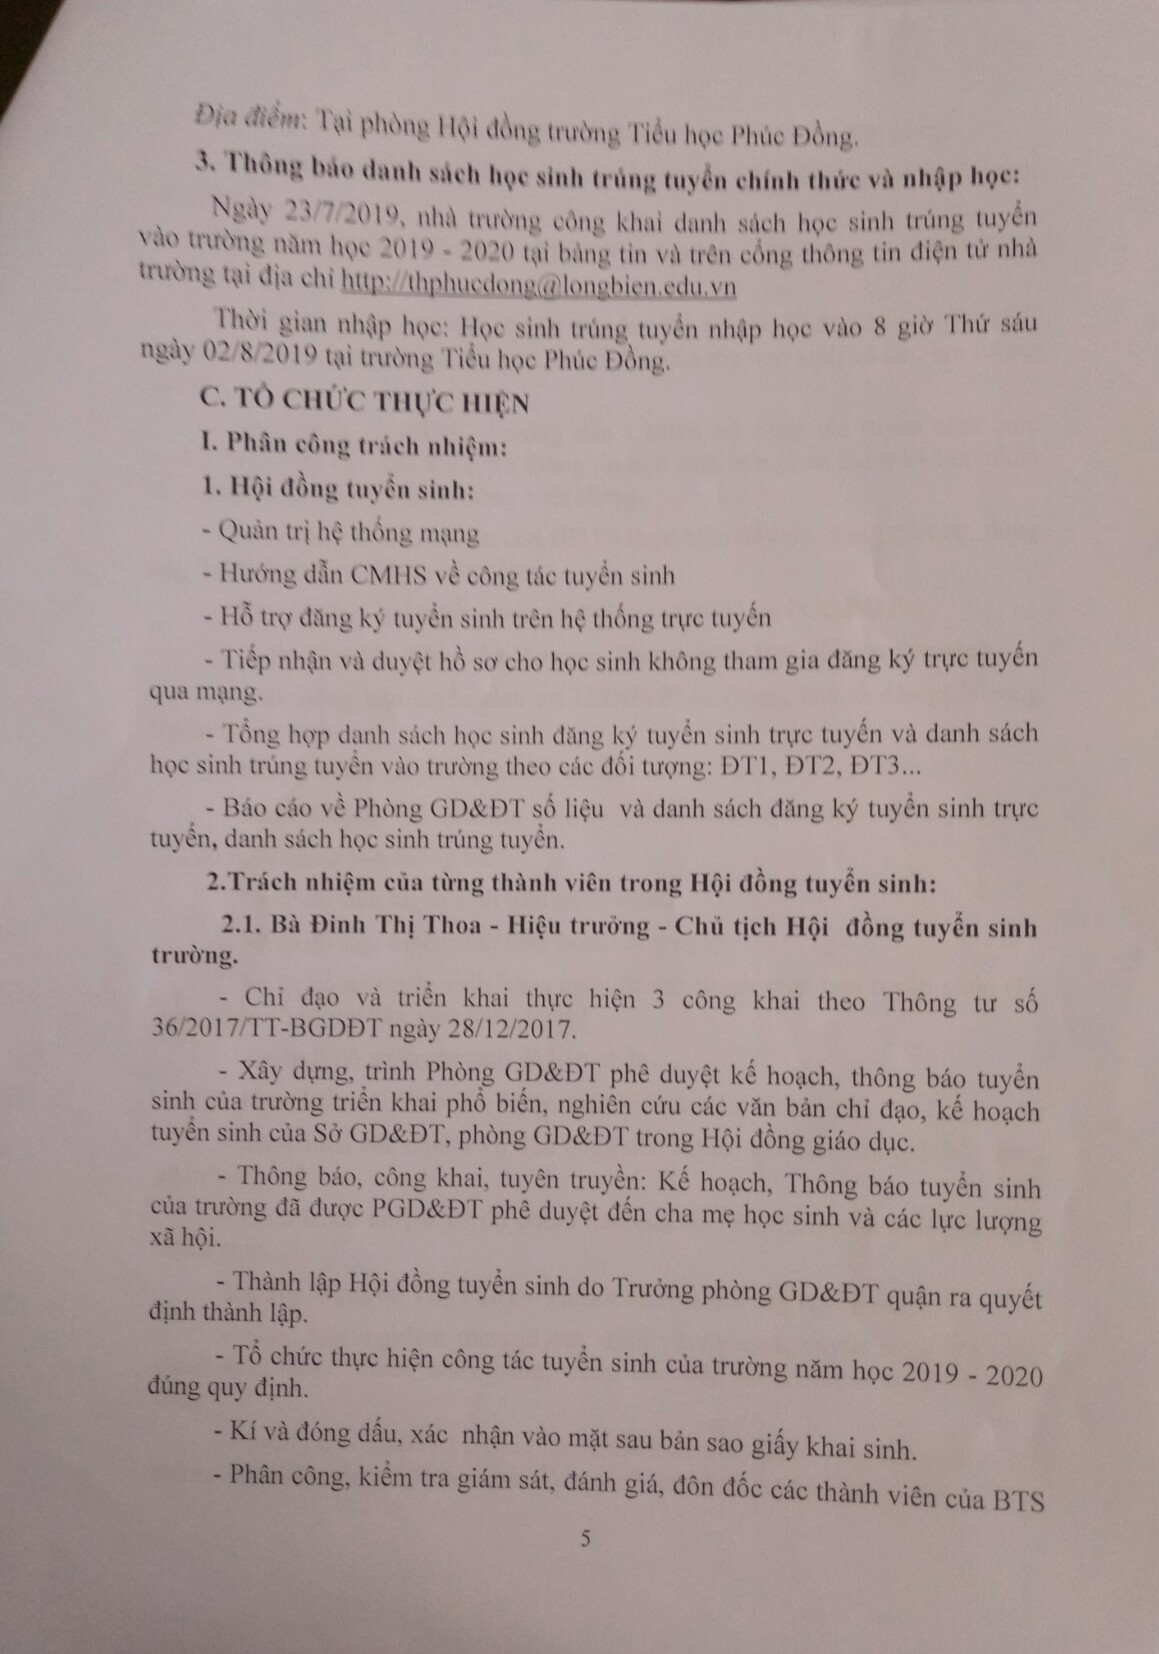 Địa điểm: Tại phòng Hội đồng trường Tiểu học Phúc Đồng.
3. Thông báo danh sách học sinh trúng tuyển chính thức và nhập học:
Ngày 23/7/2019, nhà trường công khai danh sách học sinh trúng tuyển
vào trường năm học 2019 - 2020 tại bảng tin và trên cổng thông tin điện tử nhà
trường tại địa chỉ http://thphucdong@longbien.edu.vn
Thời gian nhập học: Học sinh trúng tuyển nhập học vào 8 giờ Thứ sáu
ngày 02/8/2019 tại trường Tiểu học Phúc Đồng.
C. TỔ CHỨC THỰC HIỆN
I. Phân công trách nhiệm:
1. Hội đồng tuyển sinh:
- Quản trị hệ thống mạng
- Hướng dẫn CMHS về công tác tuyển sinh
- Hỗ trợ đăng ký tuyển sinh trên hệ thống trực tuyến
- Tiếp nhận và duyệt hồ sơ cho học sinh không tham gia đăng ký trực tuyến
qua mạng.
- Tổng hợp danh sách học sinh đăng ký tuyển sinh trực tuyến và danh sách
học sinh trúng tuyển vào trường theo các đối tượng: ĐT1, ĐT2, ĐT3...
- Báo cáo về Phòng GD&ĐT số liệu và danh sách đăng ký tuyển sinh trực
tuyến, danh sách học sinh trúng tuyển.
2.Trách nhiệm của từng thành viên trong Hội đồng tuyển sinh:
2.1. Bà Đinh Thị Thoa - Hiệu trưởng - Chủ tịch Hội đồng tuyển sinh
trường.
- Chỉ đạo và triển khai thực hiện 3 công khai theo Thông tư số
36/2017/TT-BGDĐT ngày 28/12/2017.
- Xây dựng, trình Phòng GD&ĐT phê duyệt kế hoạch, thông báo tuyển
sinh của trường triển khai phổ biến, nghiên cứu các văn bản chỉ đạo, kế hoạch
tuyển sinh của Sở GD&ĐT, phòng GD&ĐT trong Hội đồng giáo dục.
- Thông báo, công khai, tuyên truyền: Kế hoạch, Thông báo tuyển sinh
của trường đã được PGD&ĐT phê duyệt đến cha mẹ học sinh và các lực lượng
xã hội.
- Thành lập Hội đồng tuyển sinh do Trưởng phòng GD&ĐT quận ra quyết
định thành lập.
- Tổ chức thực hiện công tác tuyển sinh của trường năm học 2019 - 2020
đúng quy định.
- Kí và đóng dấu, xác nhận vào mặt sau bản sao giấy khai sinh.
- Phân công, kiểm tra giám sát, đánh giá, đôn đốc các thành viên của BTS
5